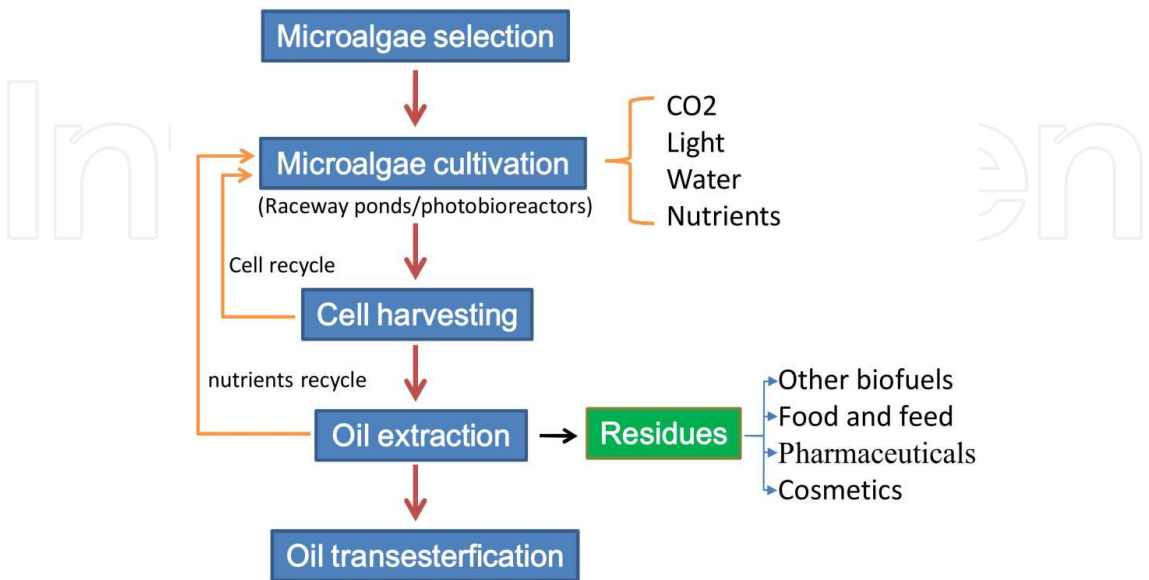 Microalgae selection
CO2
Light
Microalgae cultivation
Water
(Raceway ponds/photobioreactors)
Nutrients
Cell recycle
Cell harvesting
nutrients recycle
Other biofuels
Food and feed
Oil extraction
Residues
Pharmaceuticals
Cosmetics
Oil transesterfication